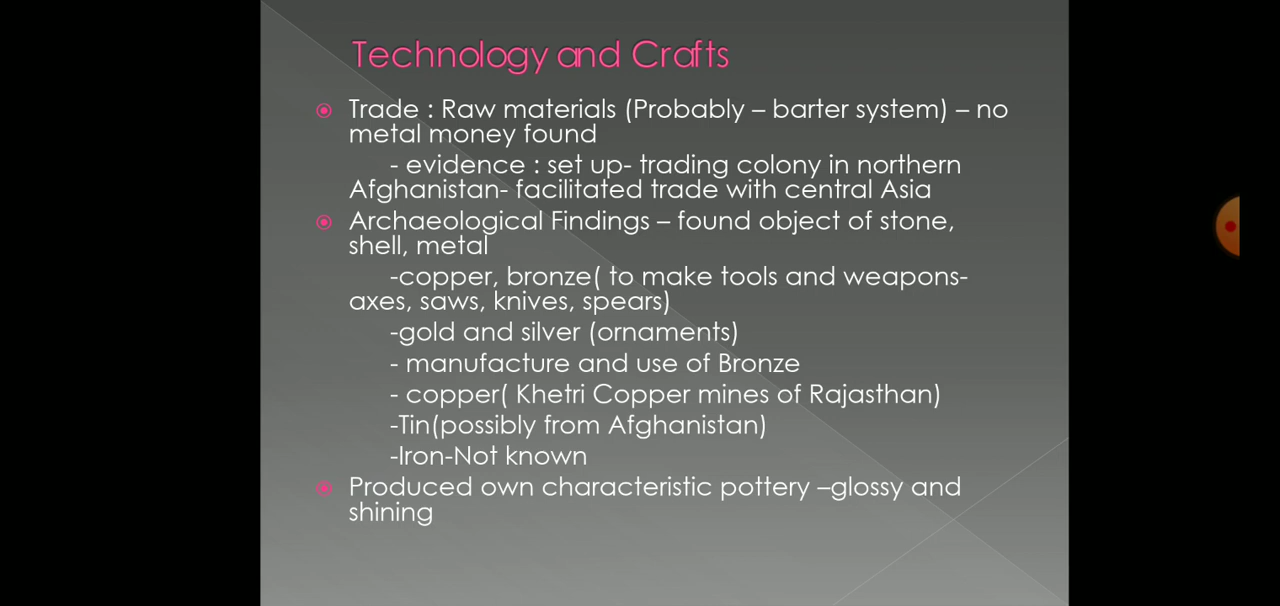 Technology and Crafts
Trade : Raw materials (Probably – barter system) – no
metal money found
- evidence : set up- trading colony in northern
Afghanistan- facilitated trade with central Asia
Archaeological Findings – found object of stone,
shell, metal
-copper, bronze( to make tools and weapons-
axes, saws, knives, spears)
-gold and silver (ornaments)
- manufacture and use of Bronze
- copper( Khetri Copper mines of Rajasthan)
-Tin(possibly from Afghanistan)
-Iron-Not known
Produced own characteristic pottery –glossy and
shining